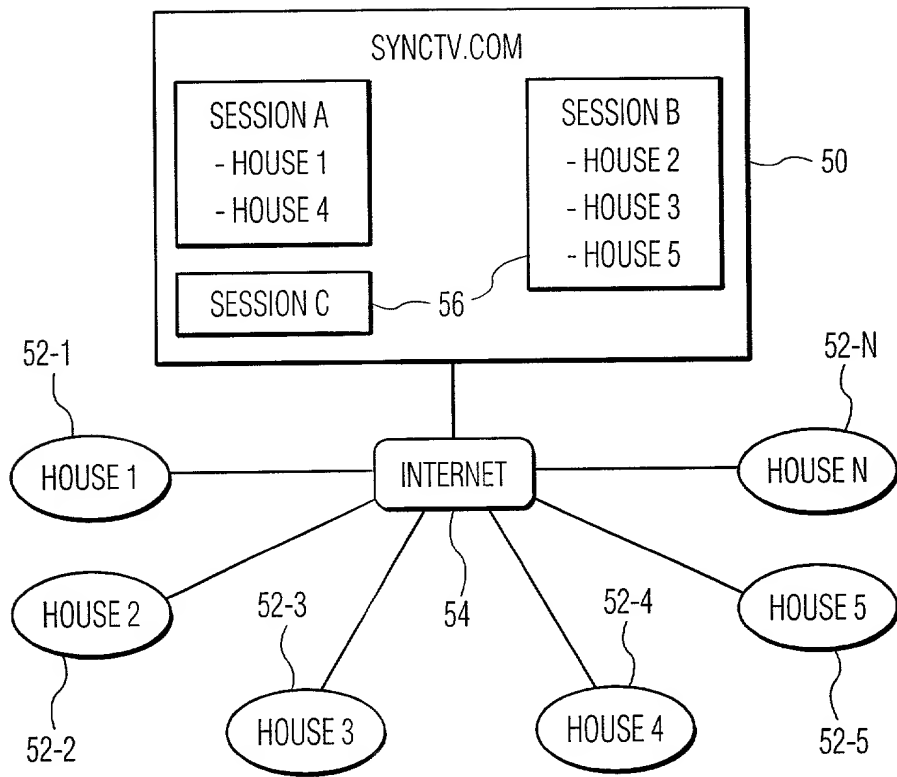 SYNCTV.COM
SESSION A
- HOUSE 1
- HOUSE 4
SESSION B
- HOUSE 2
- HOUSE 3
- HOUSE 5
50
SESSION C
56
52-1
52-N
HOUSE 1
INTERNET
HOUSE N
HOUSE 2
52-3
54
52-4
HOUSE 5
52-2
HOUSE 3
HOUSE 4
52-5